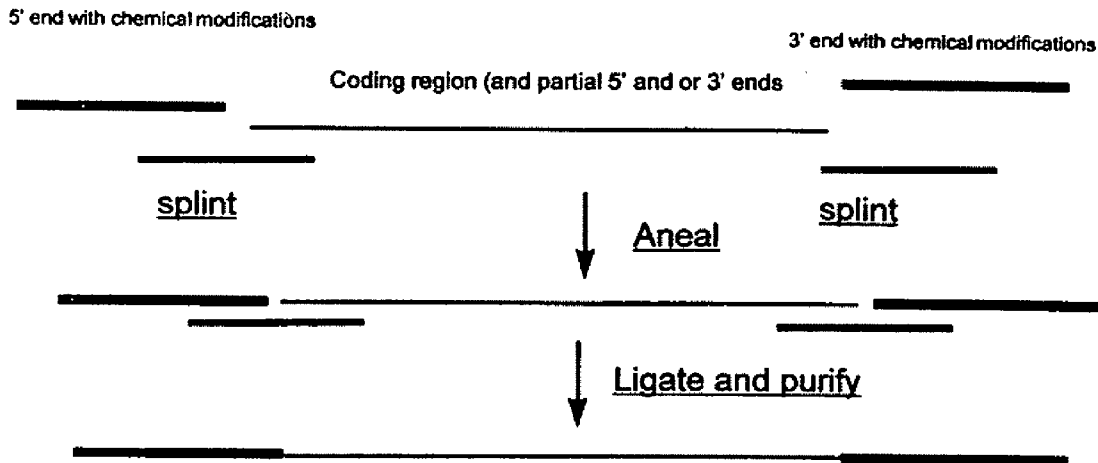 5' end with chemical modifications
3' end with chemical modifications
Coding region (and partial 5' and or 3' ends
splint
splint
Aneal
Ligate and purify